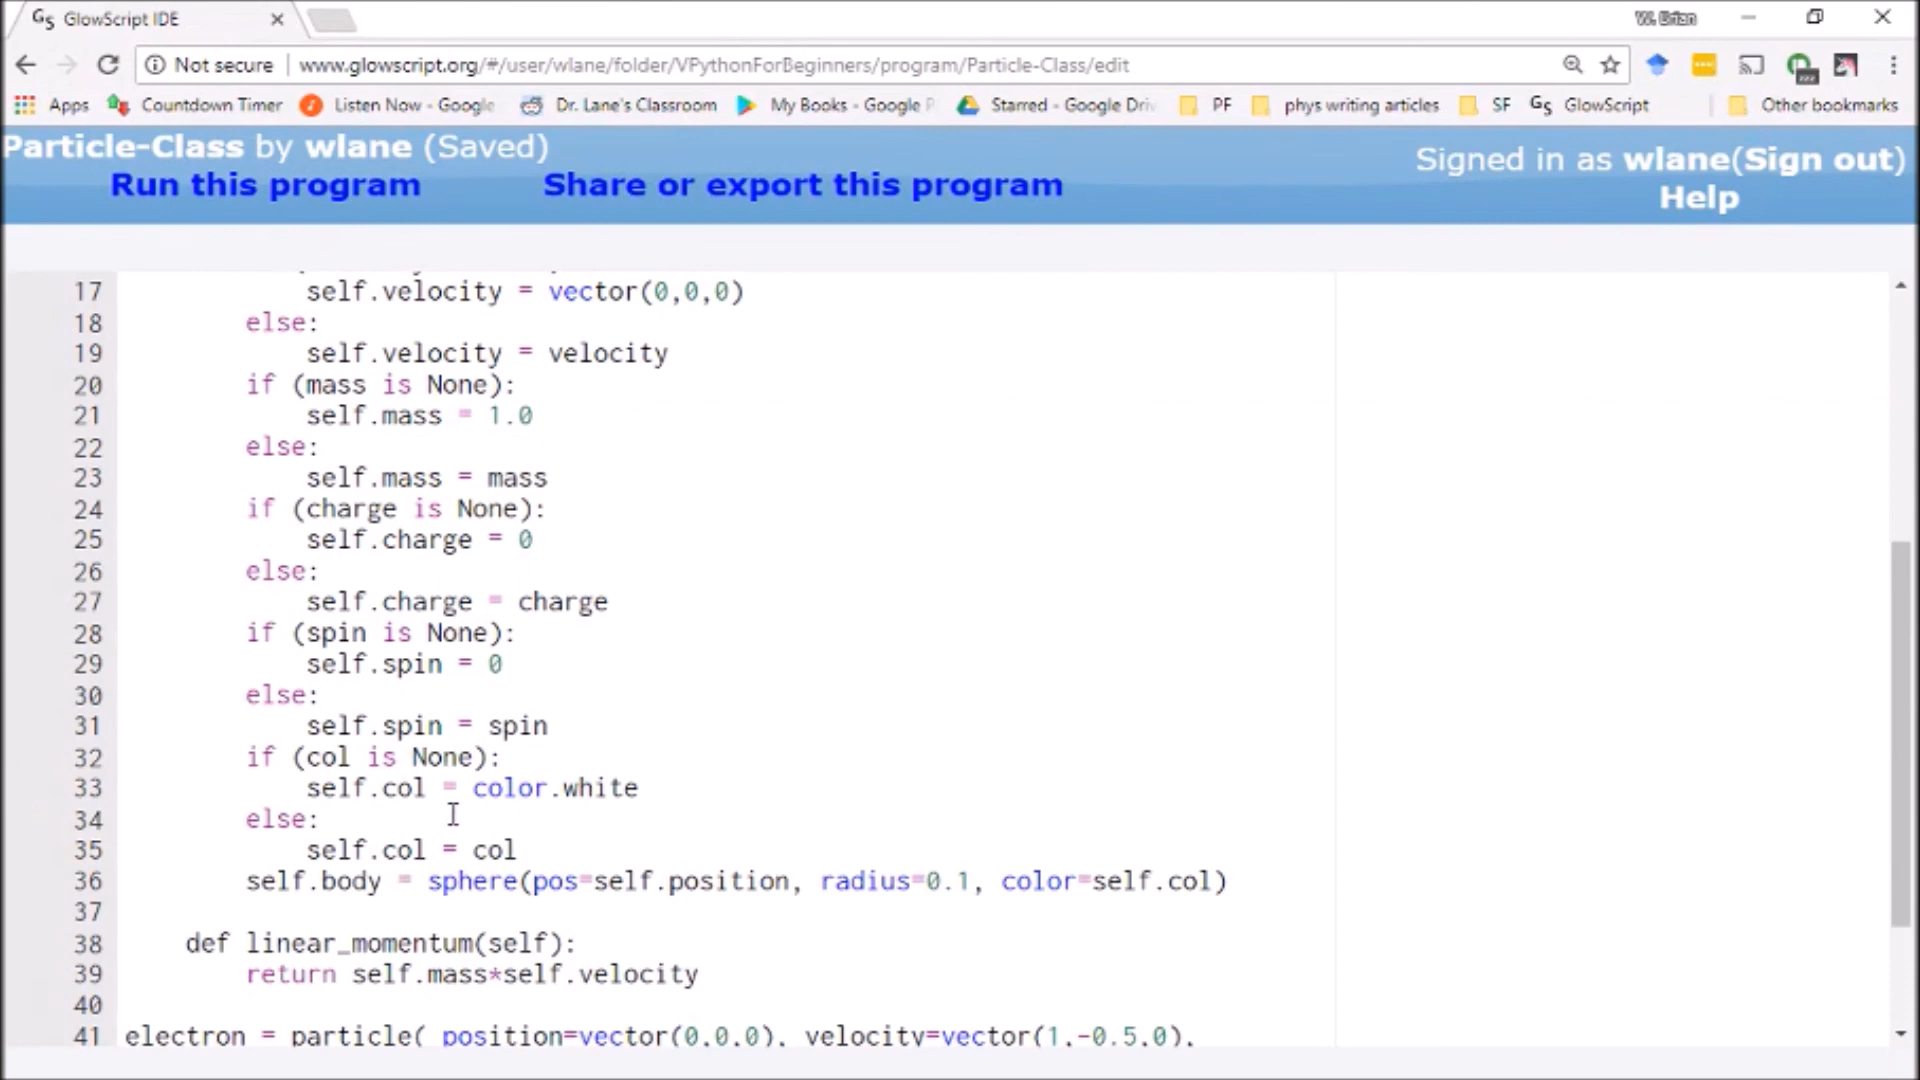 GS GlowScript IDE
W. Brian
Not secure | www.glowscript.org/#/user/wlane/folder/VPythonForBeginners/program/Particle-Class/edit
Apps Countdown Timer Listen Now - Google Dr. Lane's Classroom My Books - Google P Starred - Google Driv PF phys writing articles SF GS GlowScript Other bookmarks
Particle-Class by wlane (Saved)
Signed in as wlane(Sign out)
Run this program Share or export this program
Help
17 self.velocity = vector(0,0,0)
18 else:
19 self.velocity = velocity
20 if (mass is None):
21 self.mass = 1.0
22 else:
23 self.mass = mass
24 if (charge is None):
25 self.charge = 0
26 else:
27 self.charge = charge
28 if (spin is None):
29 self.spin = 0
30 else:
31 self.spin = spin
32 if (col is None):
33 self.col = color.white
34 else:
35 self.col = col
36 self.body = sphere(pos=self.position, radius=0.1, color=self.col)
37
38 def linear_momentum(self):
39 return self.mass*self.velocity
40
41 electron = particle( position=vector(0,0,0), velocity=vector(1,-0.5,0),